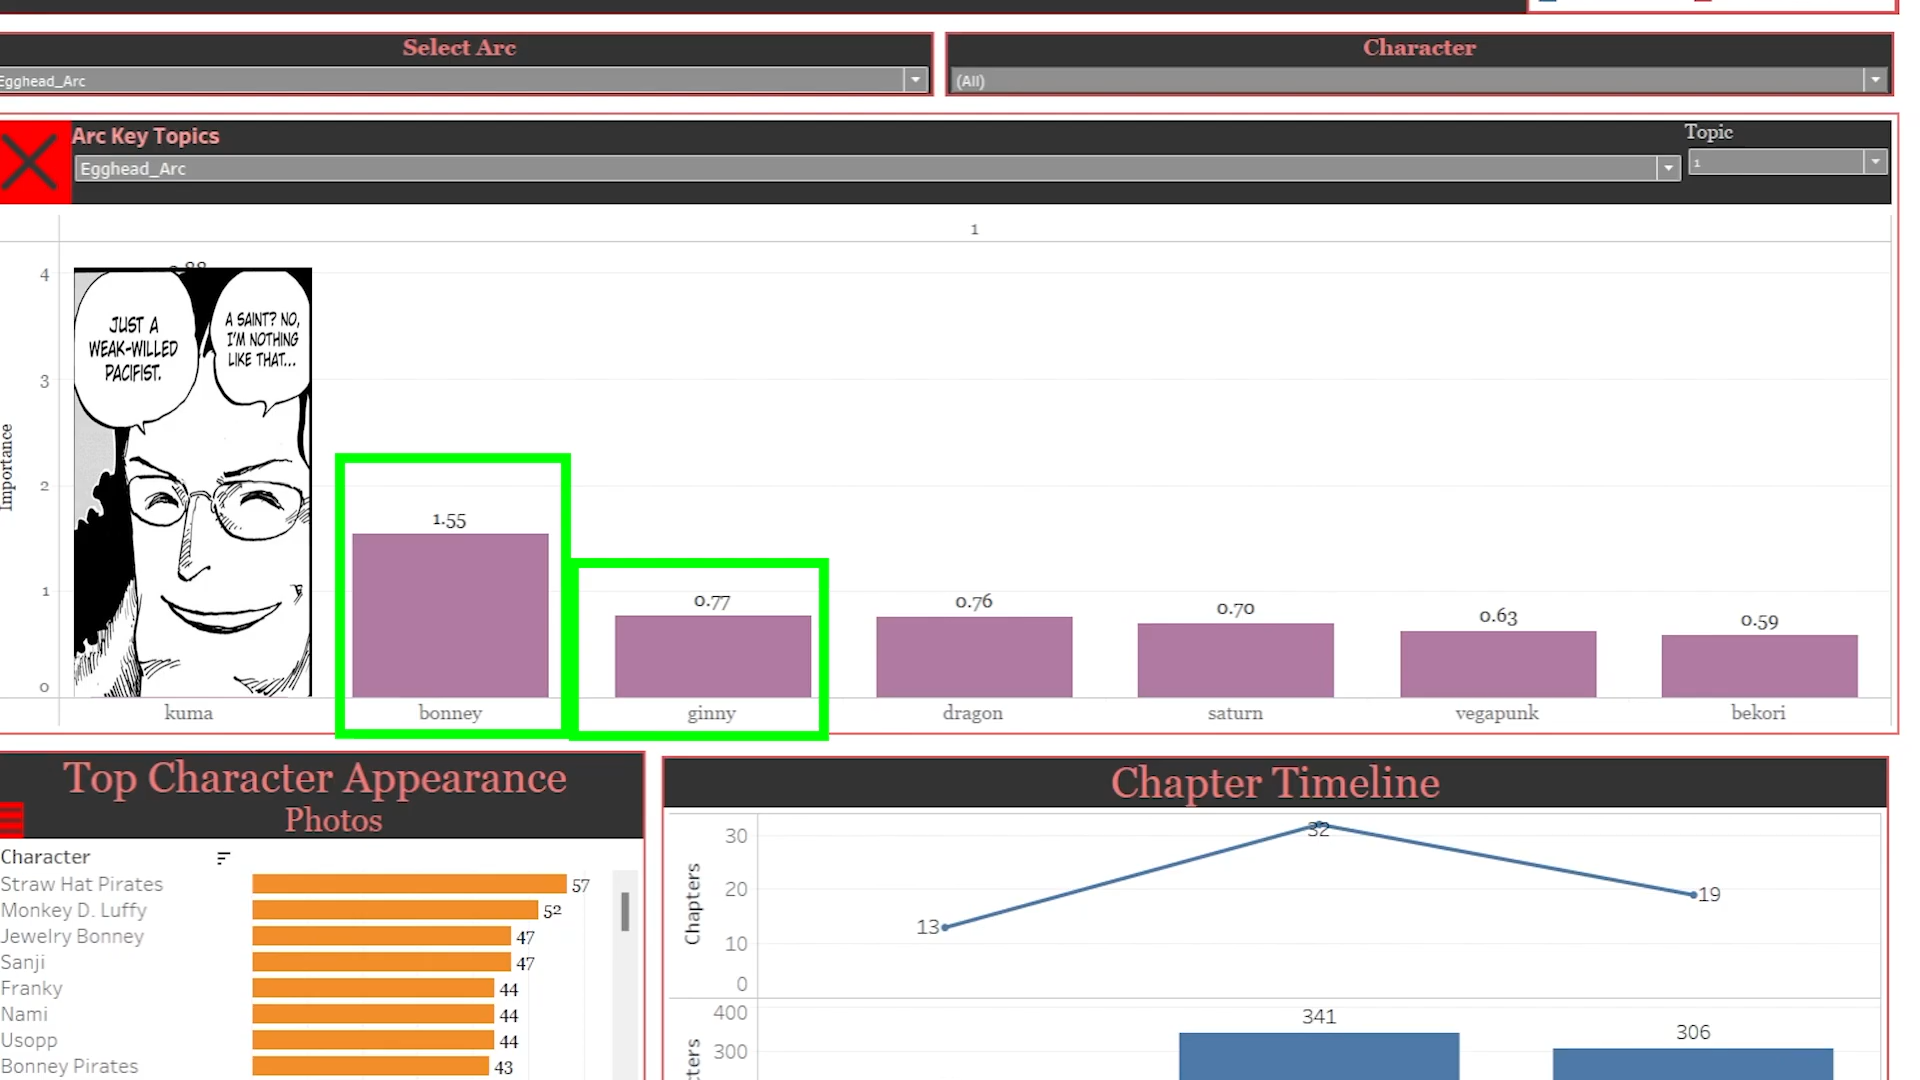 Select Arc
Egghead_Arc
Character
(All)
Arc Key Topics
Egghead_Arc
Topic
1
1
Importance
4
3
2
1
0
JUST A
WEAK-WILLED
PACIFIST.
A SAINT? NO,
I'M NOTHING
LIKE THAT...
1.55
0.77
0.76
0.70
0.63
0.59
kuma
bonney
ginny
dragon
saturn
vegapunk
bekori
Top Character Appearance
Photos
Character
Straw Hat Pirates 57
Monkey D. Luffy 52
Jewelry Bonney 47
Sanji 47
Franky 44
Nami 44
Usopp 44
Bonney Pirates 43
Chapter Timeline
Chapters
30
20
10
0
13
32
19
400
300
341
306